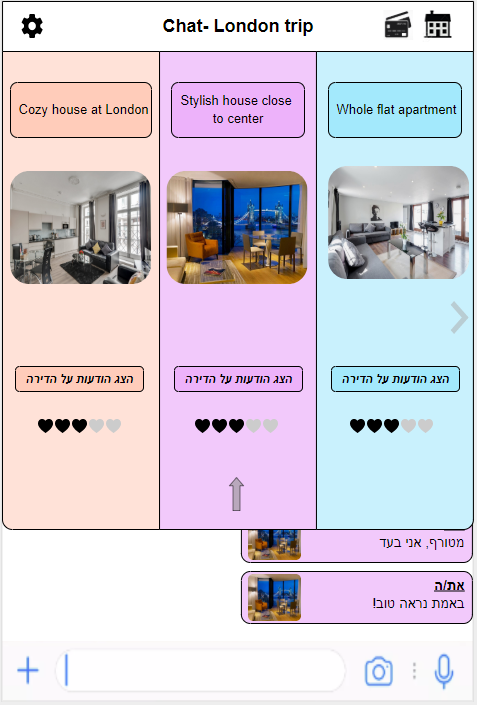 Chat- London trip
Cozy house at London
Stylish house close
to center
Whole flat apartment
הצג הודעות על הדירה
הצג הודעות על הדירה
הצג הודעות על הדירה
מטורף, אני בעד
את/ה
באמת נראה טוב!